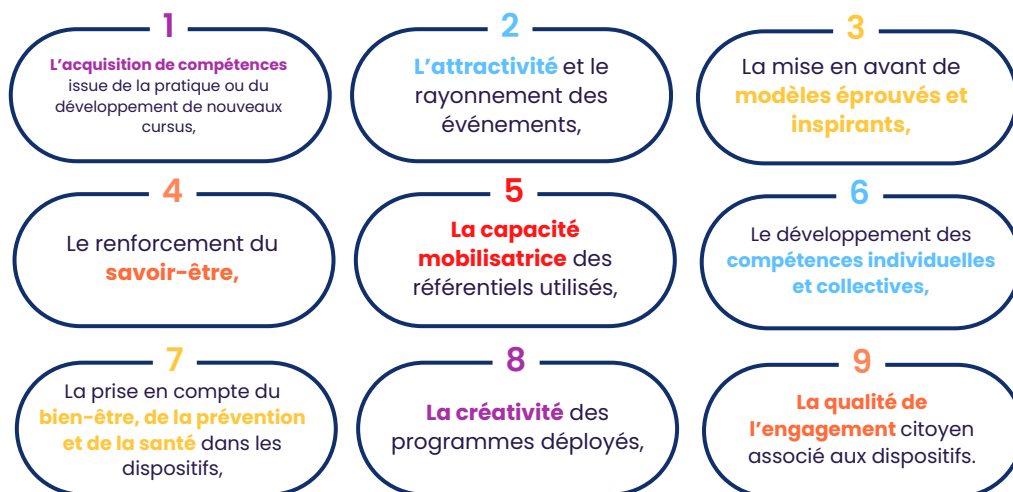 1
L'acquisition de compétences
issue de la pratique ou du
développement de nouveaux
cursus,
2
L'attractivité et le
rayonnement des
événements,
3
La mise en avant de
modèles éprouvés et
inspirants,
4
Le renforcement du
savoir-être,
5
La capacité
mobilisatrice des
référentiels utilisés,
6
Le développement des
compétences individuelles
et collectives,
7
La prise en compte du
bien-être, de la prévention
et de la santé dans les
dispositifs,
8
La créativité des
programmes déployés,
9
La qualité de
l'engagement citoyen
associé aux dispositifs.